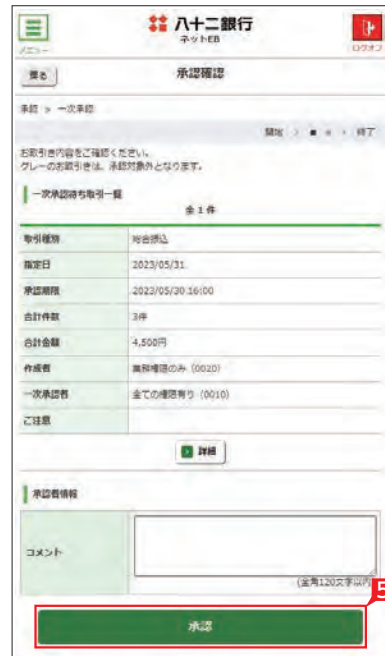 八十二銀行
ネットEB
メニュー
ログオフ
戻る
承認確認
承認 > 一次承認
開始 > ■ ■ > 終了
お取引き内容をご確認ください。
グレーのお取引きは、承認対象外となります。
一次承認待ち取引一覧
全1件
取引種別 総合振込
指定日 2023/05/31
承認期限 2023/05/30 16:00
合計件数 3件
合計金額 4,500円
作成者 業務権限のみ (0020)
一次承認者 全ての権限有り (0010)
ご注意
詳細
承認者情報
コメント
(全角120文字以内)
5
承認